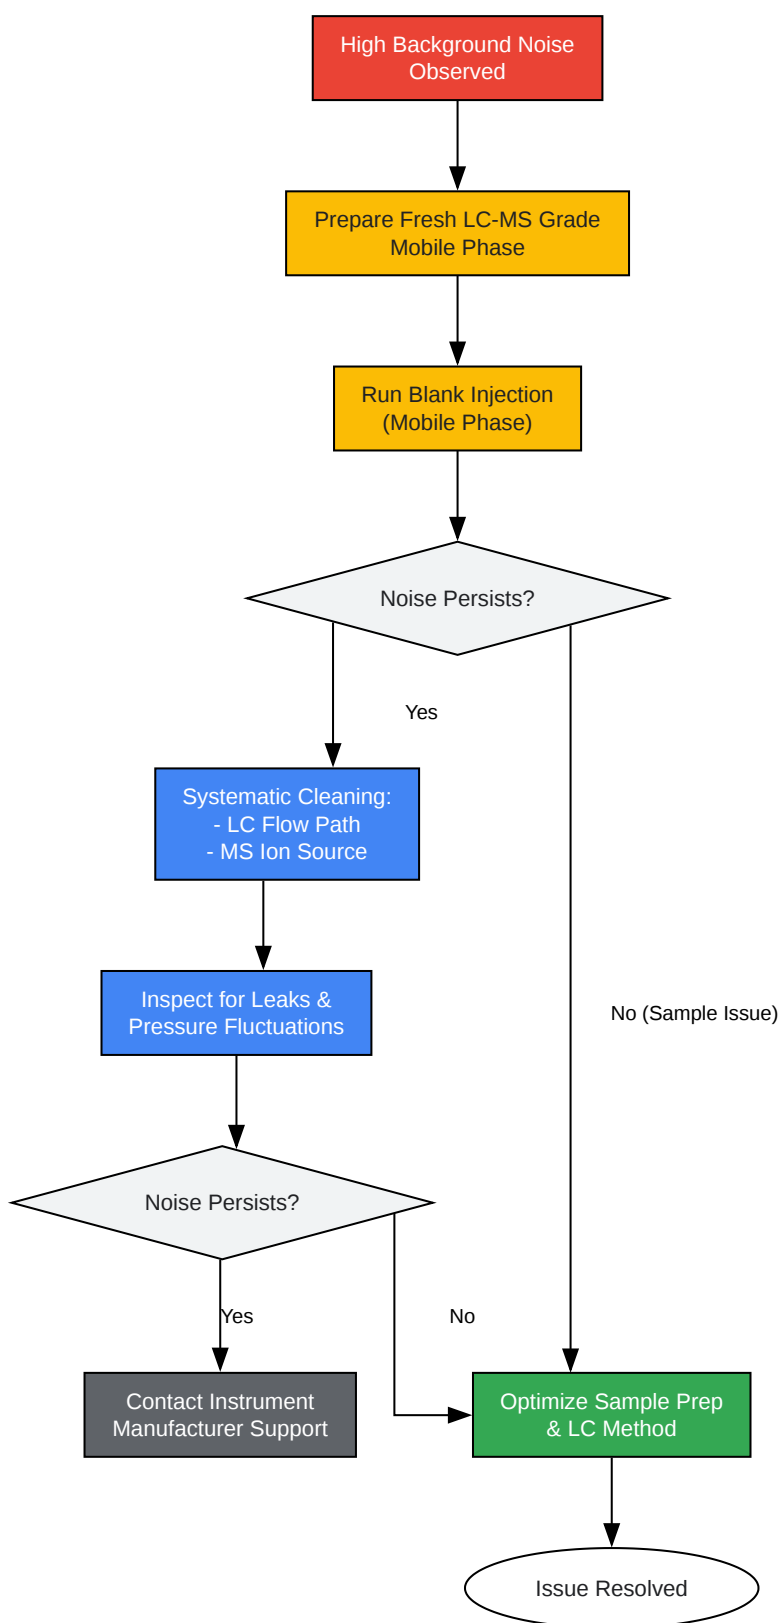 High Background Noise
Observed
Prepare Fresh LC-MS Grade
Mobile Phase
Run Blank Injection
(Mobile Phase)
Noise Persists?
Yes
Systematic Cleaning:
- LC Flow Path
- MS Ion Source
Inspect for Leaks &
Pressure Fluctuations
No (Sample Issue)
Noise Persists?
Yes
No
Contact Instrument
Manufacturer Support
Optimize Sample Prep
& LC Method
Issue Resolved